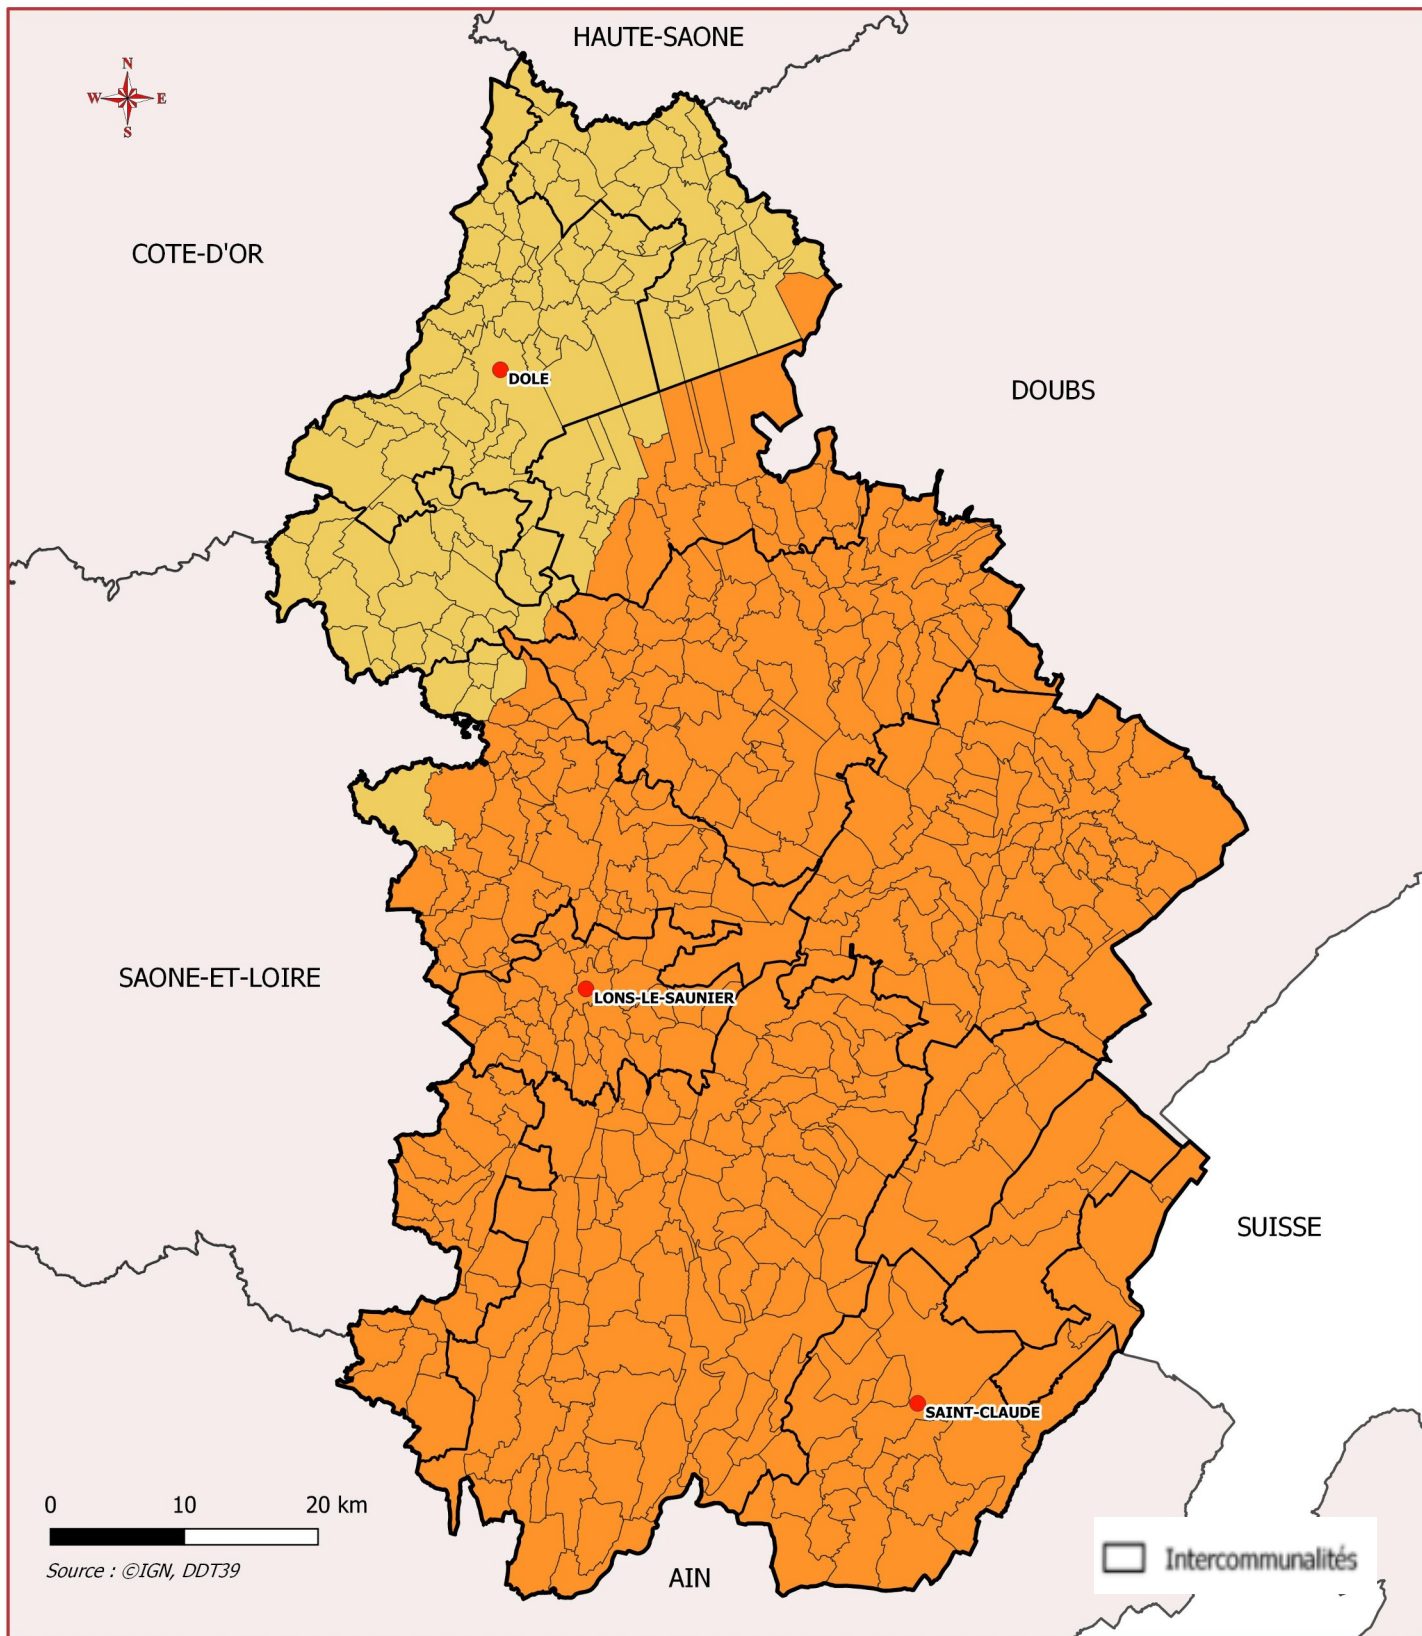 HAUTE-SAONE
N
W E
S
COTE-D'OR
DOLE
DOUBS
SAONE-ET-LOIRE
LONS-LE-SAUNIER
SUISSE
SAINT-CLAUDE
0 10 20 km
Source : ©IGN, DDT39
AIN
Intercommunalités